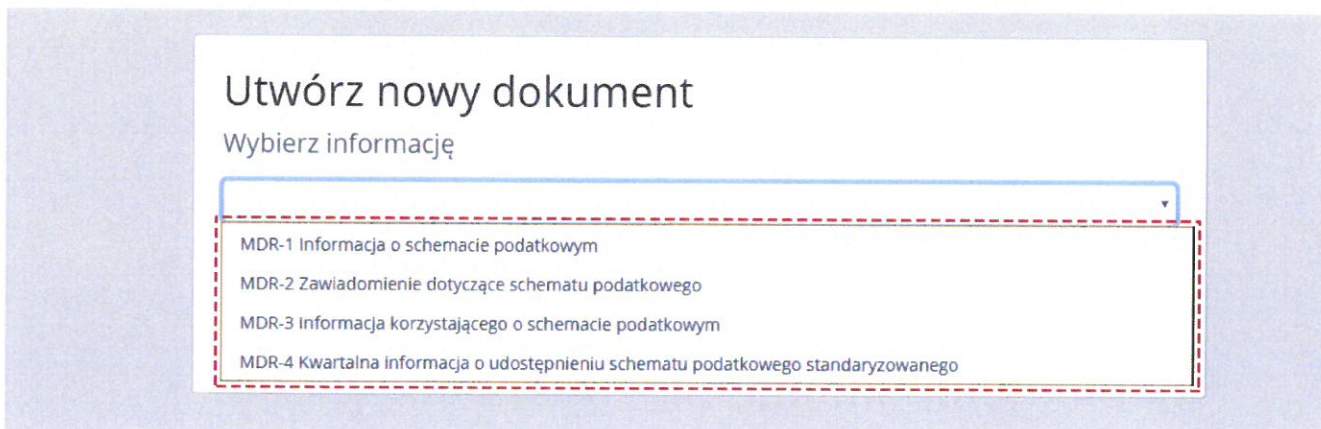 Utwórz nowy dokument
Wybierz informację
MDR-1 Informacja o schemacie podatkowym
MDR-2 Zawiadomienie dotyczące schematu podatkowego
MDR-3 Informacja korzystającego o schemacie podatkowym
MDR-4 Kwartalna informacja o udostępnieniu schematu podatkowego standaryzowanego